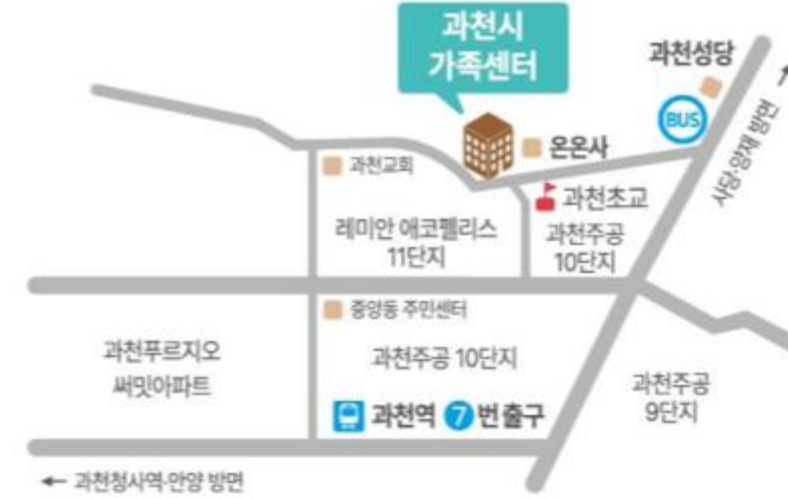 과천시
가족센터
과천성당
BUS
사당·양재 방면
온온사
과천교회
과천초교
레미안 애코펠리스
11단지
과천주공
10단지
중앙동 주민센터
과천푸르지오
써밋아파트
과천주공 10단지
과천주공
9단지
과천역 7번 출구
← 과천청사역·안양 방면